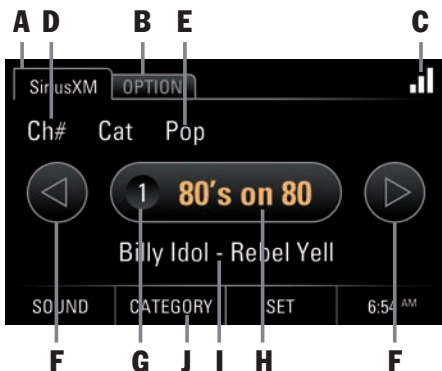 A D B E C
SiriusXM OPTION
Ch# Cat Pop
1 80's on 80
Billy Idol - Rebel Yell
SOUND CATEGORY SET 6:54 AM
F G J I H F